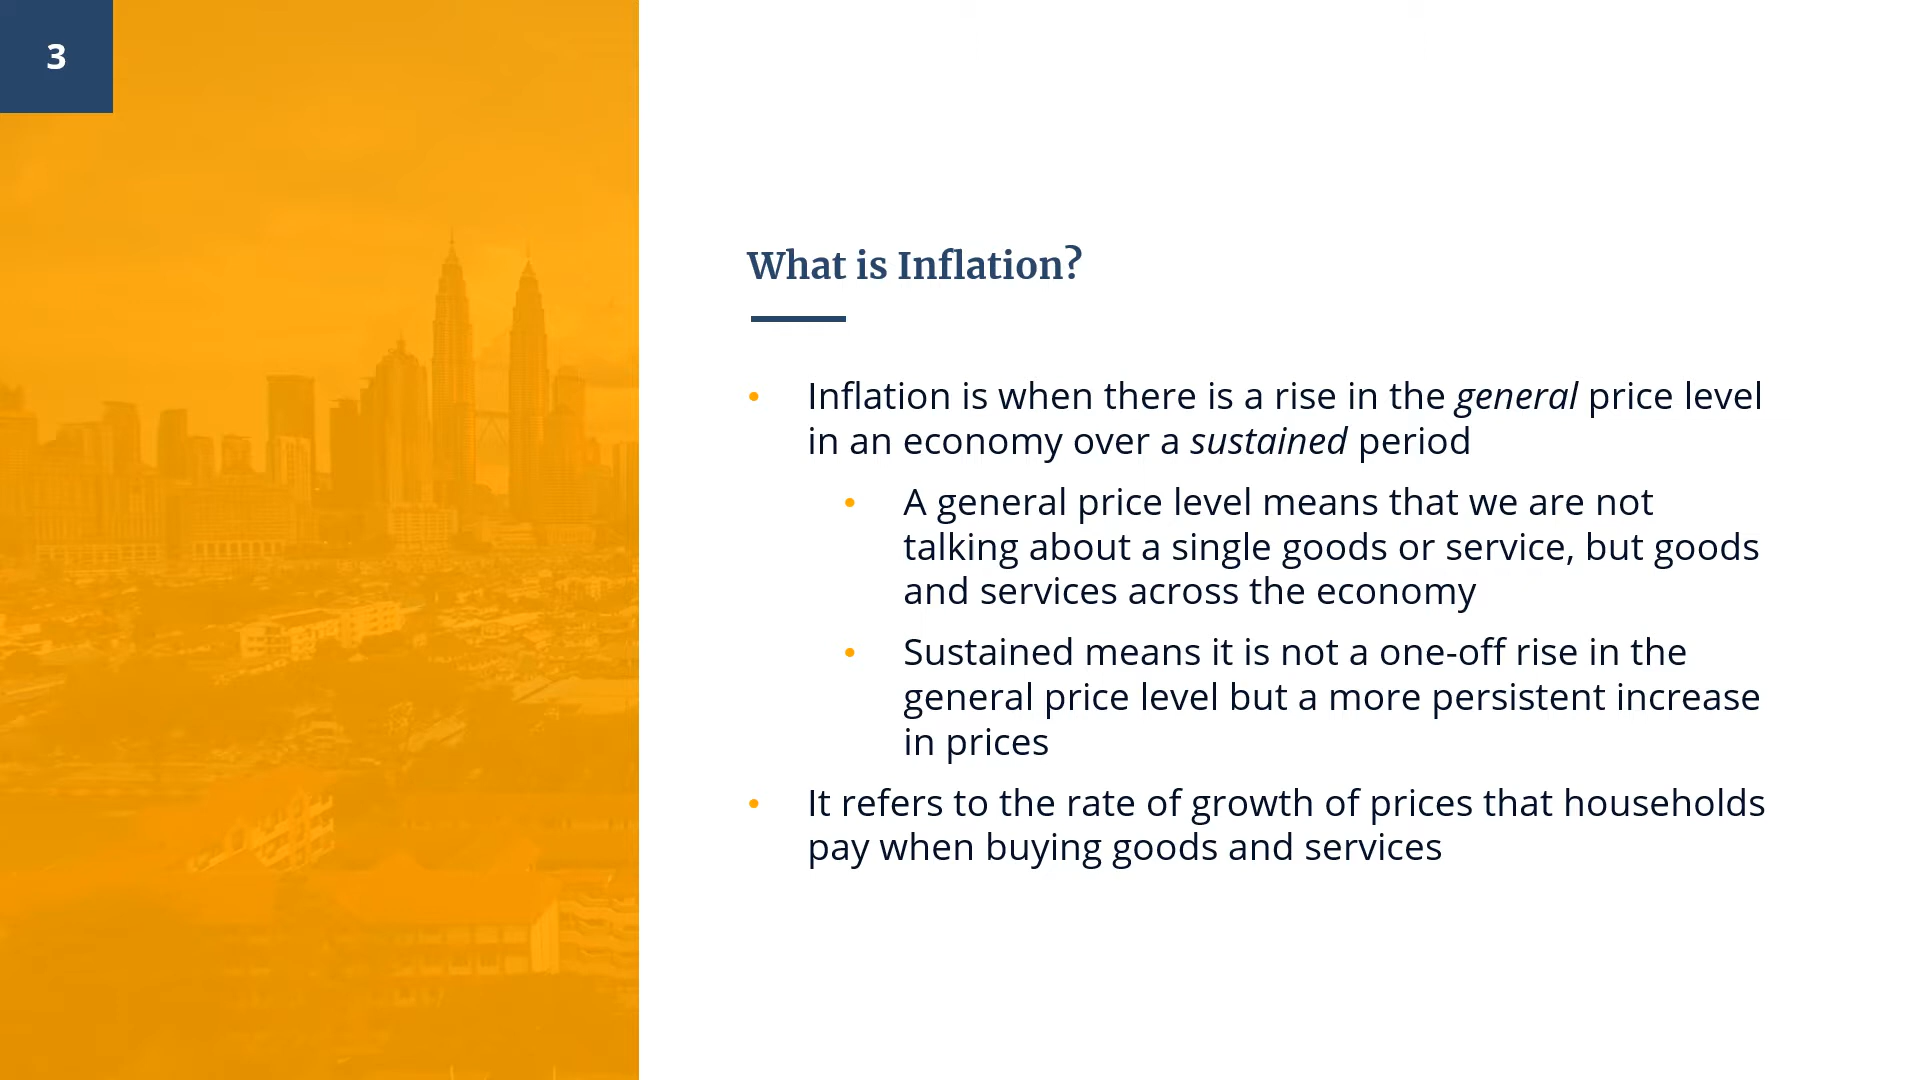 3
What is Inflation?
• Inflation is when there is a rise in the general price level
in an economy over a sustained period
• A general price level means that we are not
talking about a single goods or service, but goods
and services across the economy
• Sustained means it is not a one-off rise in the
general price level but a more persistent increase
in prices
• It refers to the rate of growth of prices that households
pay when buying goods and services